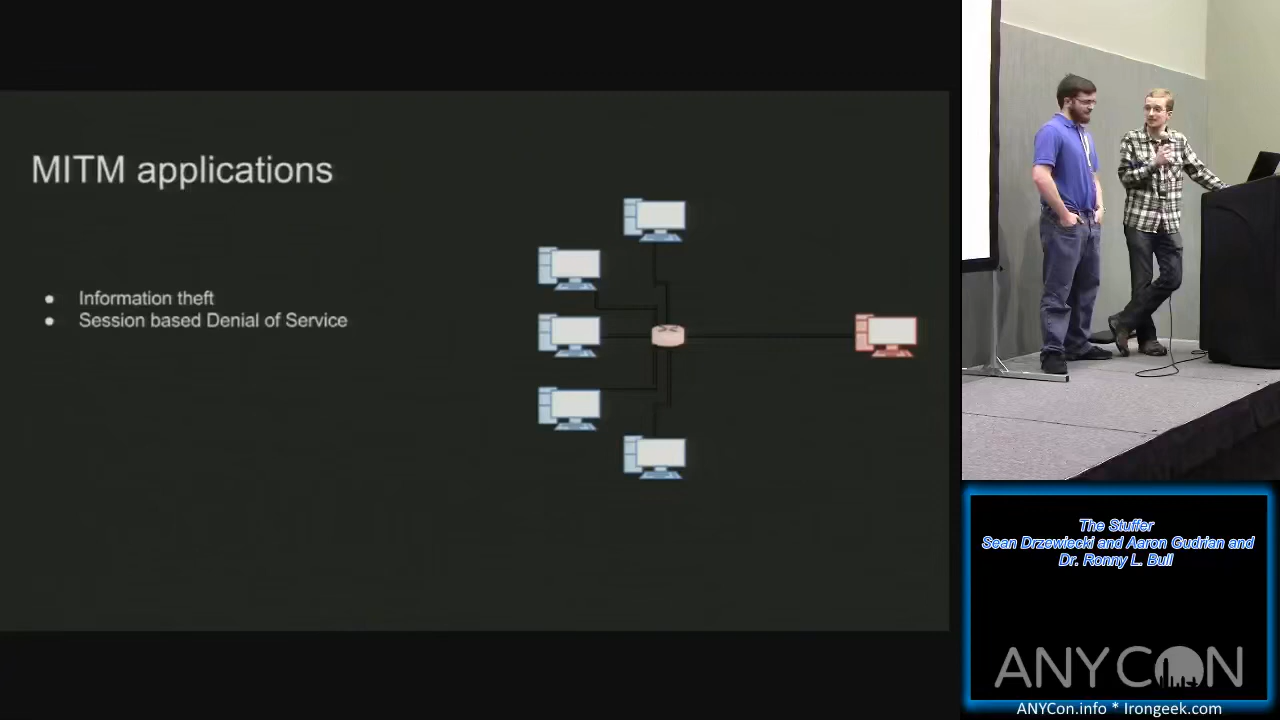 MITM applications
● Information theft
● Session based Denial of Service
The Stuffer
Sean Drzewiecki and Aaron Gudrian and
Dr. Ronny L. Bull
ANYCON
ANYCon.info * Irongeek.com